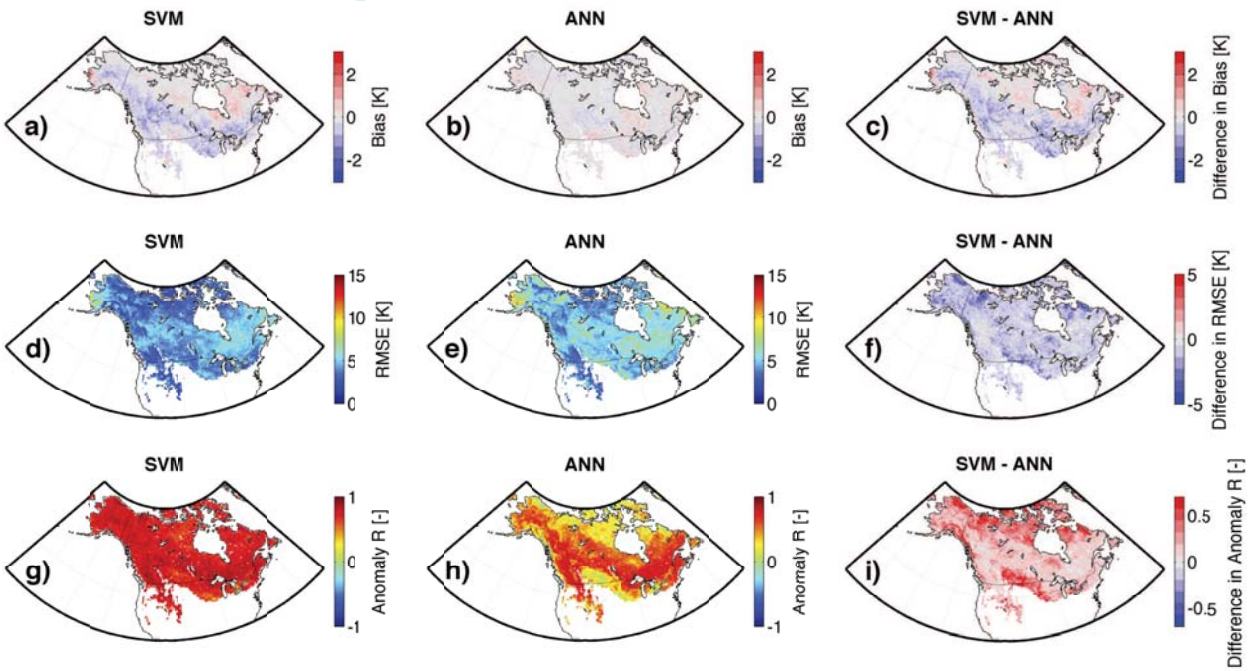 SVM
ANN
SVM - ANN
a)
2
0
-2
Bias [K]
b)
2
0
-2
Bias [K]
c)
2
0
-2
Difference in Bias [K]
SVM
ANN
SVM - ANN
d)
15
10
5
0
RMSE [K]
e)
15
10
5
0
RMSE [K]
f)
5
0
-5
Difference in RMSE [K]
SVM
ANN
SVM - ANN
g)
1
0
-1
Anomaly R [-]
h)
1
0
-1
Anomaly R [-]
i)
0.5
0
-0.5
Difference in Anomaly R [-]